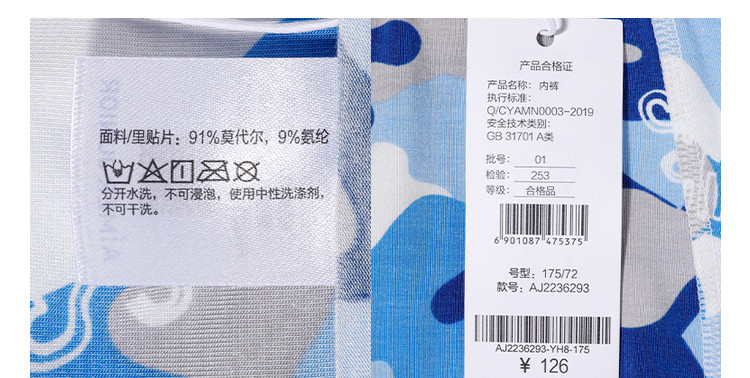 面料/里贴片：91%莫代尔，9%氨纶
分开水洗，不可浸泡，使用中性洗涤剂，
不可干洗。
产品合格证
产品名称：内裤
执行标准：
Q/CYAMN0003-2019
安全技术类别：
GB 31701 A类
批号：01
检验：253
等级：合格品
6 901087 475375
号型：175/72
款号：AJ2236293
AJ2236293-YH8-175
¥ 126